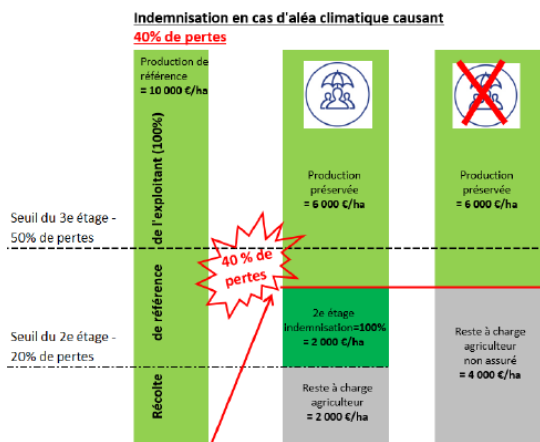 Indemnisation en cas d'aléa climatique causant
40% de pertes
Production de
référence
= 10 000 €/ha
Récolte de référence de l'exploitant (100%)
Production
préservée
= 6 000 €/ha
Production
préservée
= 6 000 €/ha
Seuil du 3e étage -
50% de pertes
40 % de
pertes
2e étage
indemnisation=100%
= 2 000 €/ha
Reste à charge
agriculteur
non assuré
= 4 000 €/ha
Seuil du 2e étage -
20% de pertes
Reste à charge
agriculteur
= 2 000 €/ha